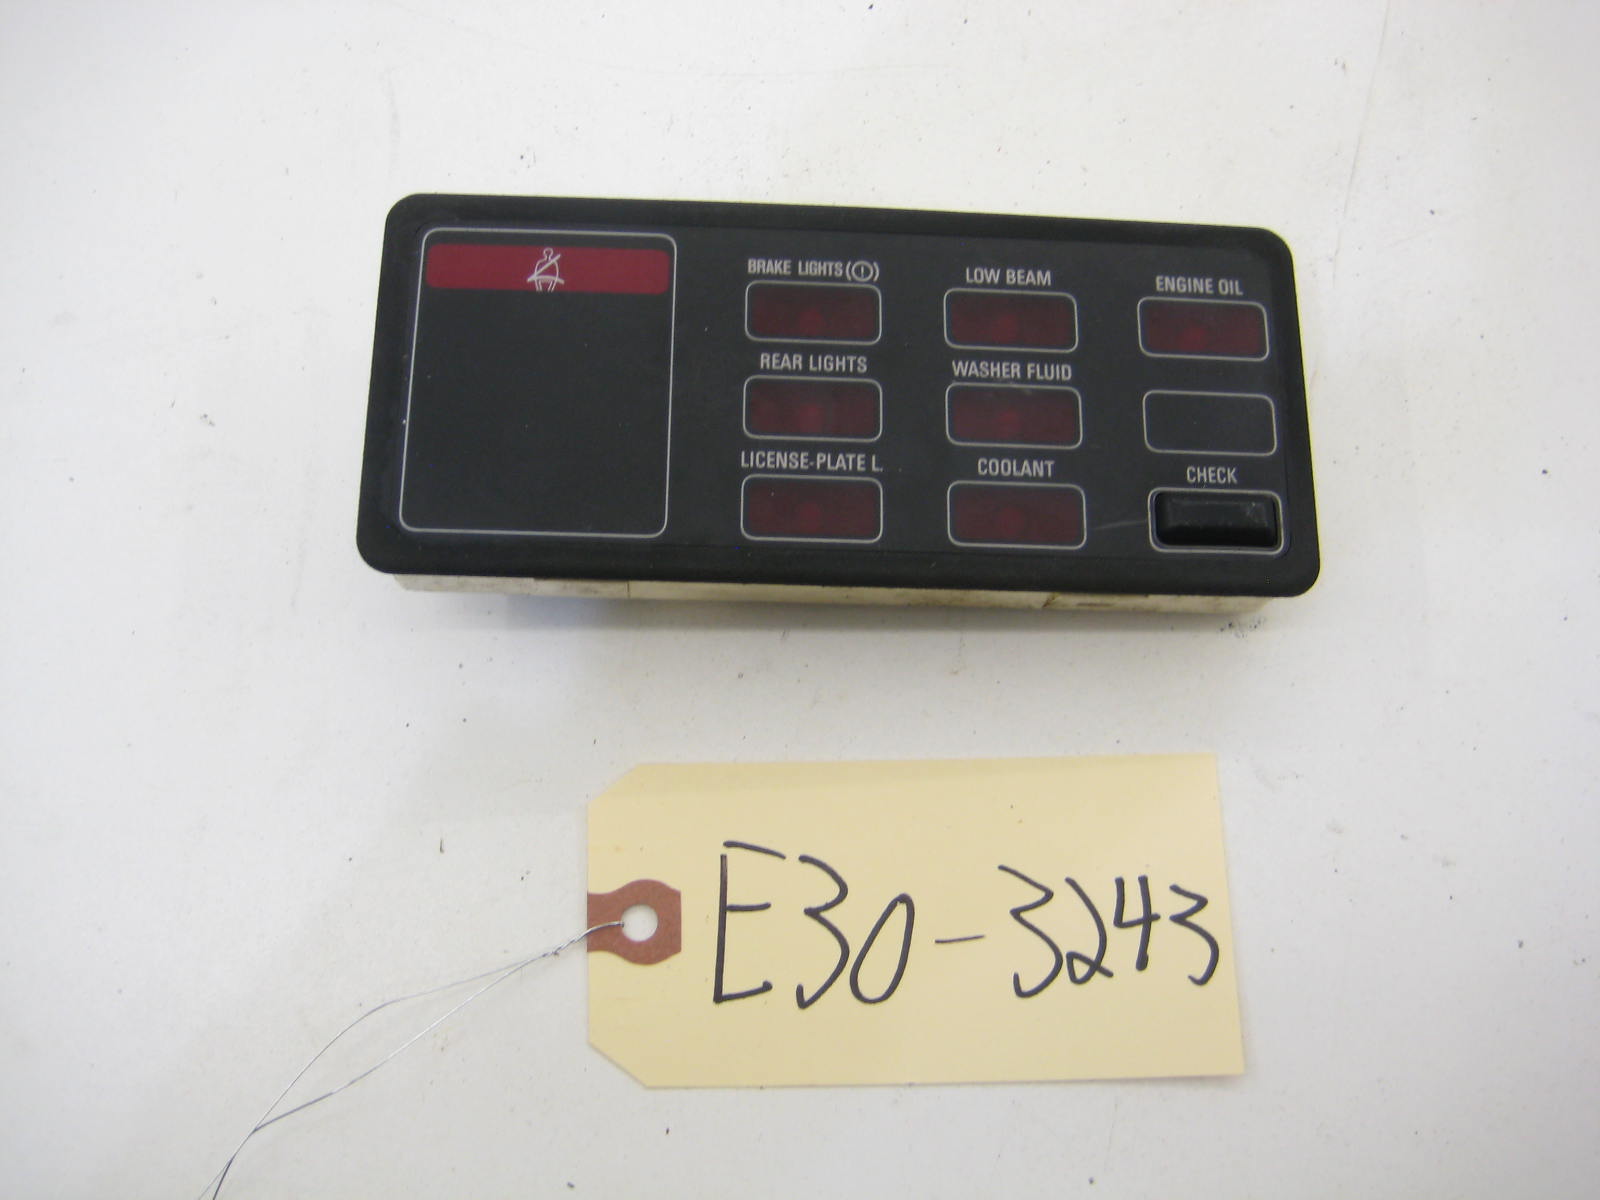 BRAKE LIGHTS (!)
LOW BEAM
ENGINE OIL
REAR LIGHTS
WASHER FLUID
LICENSE-PLATE L.
COOLANT
CHECK
E30-3243